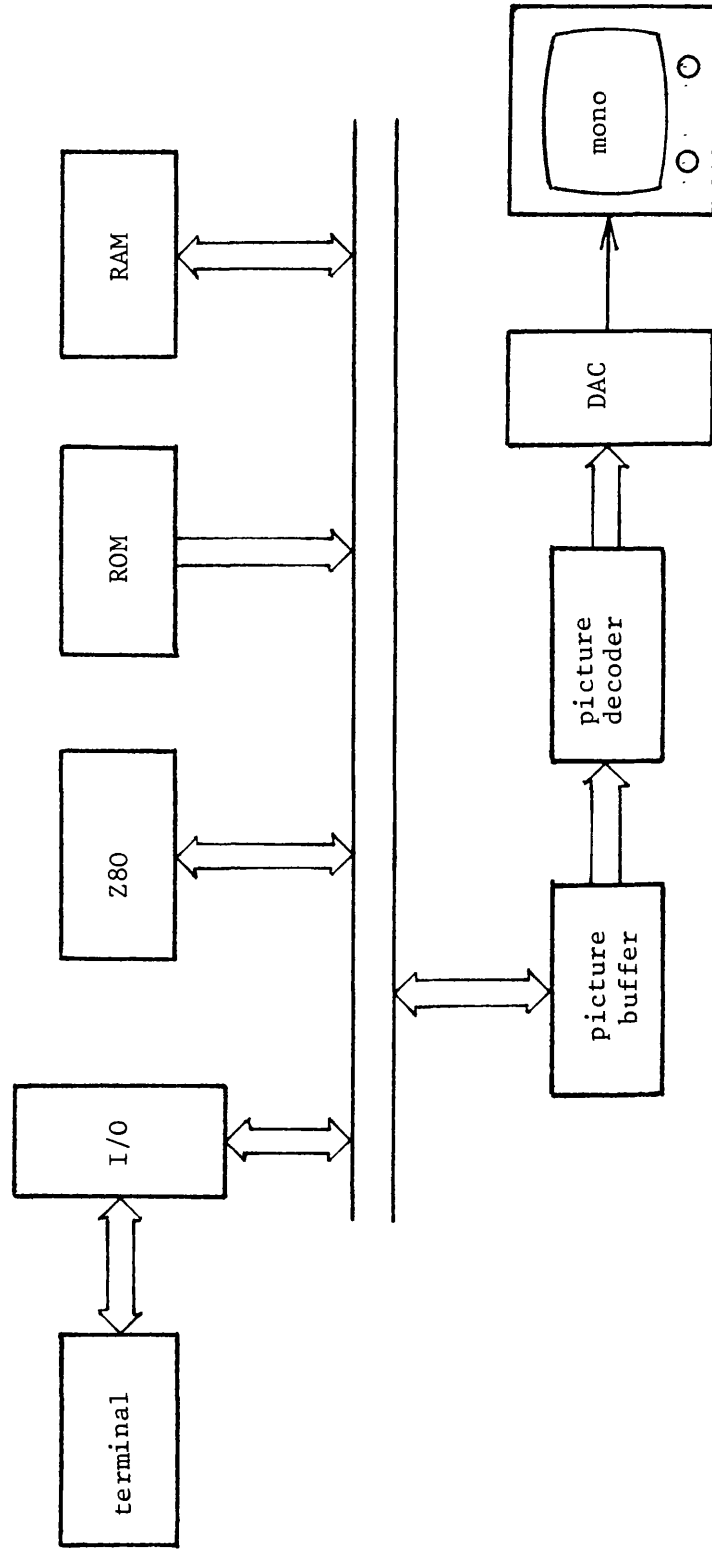 terminal
I/O
Z80
ROM
RAM
picture
buffer
picture
decoder
DAC
mono